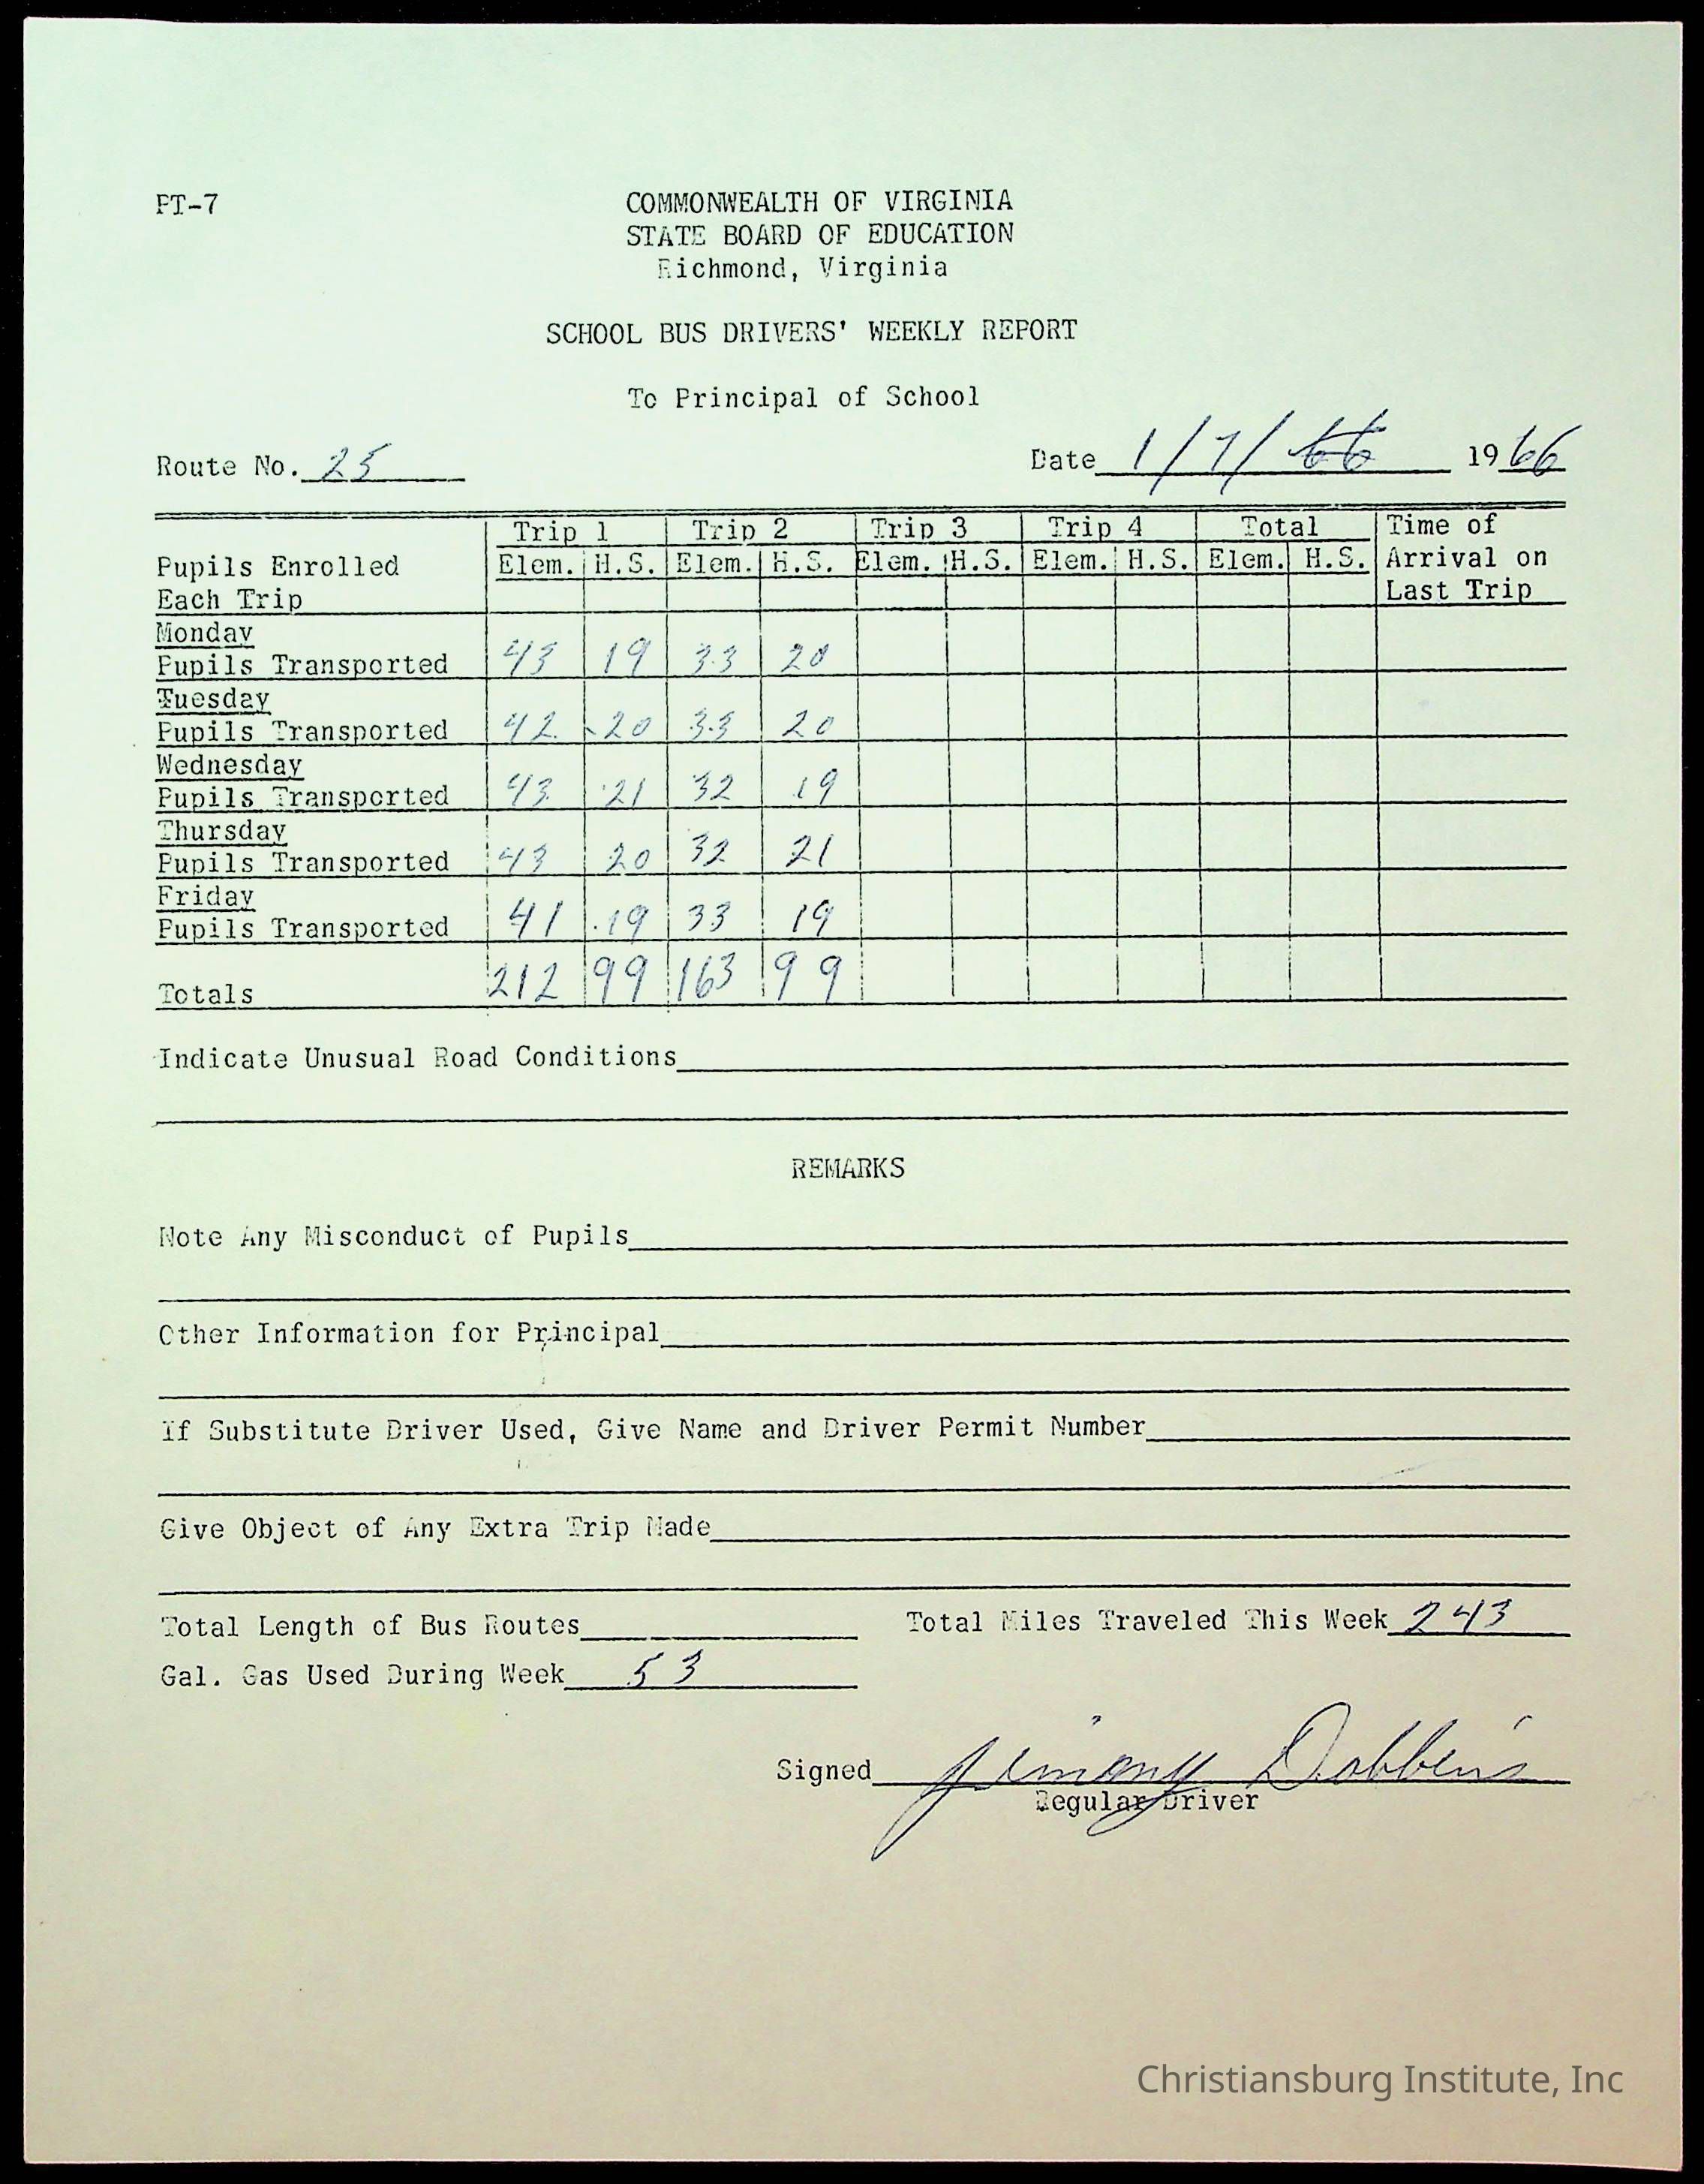 PT-7
COMMONWEALTH OF VIRGINIA
STATE BOARD OF EDUCATION
Richmond, Virginia
SCHOOL BUS DRIVERS' WEEKLY REPORT
To Principal of School
Route No. 25 Date 1/7/66 1966
Trip 1 Trip 2 Trip 3 Trip 4 Total Time of
Pupils Enrolled Elem. H.S. Elem. H.S. Elem. H.S. Elem. H.S. Elem. H.S. Arrival on
Each Trip Last Trip
Monday
Pupils Transported 43 19 33 20
Tuesday
Pupils Transported 42 20 33 20
Wednesday
Pupils Transported 43 21 32 19
Thursday
Pupils Transported 43 20 32 21
Friday
Pupils Transported 41 19 33 19
Totals 212 99 163 99
Indicate Unusual Road Conditions
REMARKS
Note Any Misconduct of Pupils
Other Information for Principal
If Substitute Driver Used, Give Name and Driver Permit Number
Give Object of Any Extra Trip Made
Total Length of Bus Routes Total Miles Traveled This Week 243
Gal. Gas Used During Week 53
Signed Jimmy Dobbins
Regular Driver
Christiansburg Institute, Inc